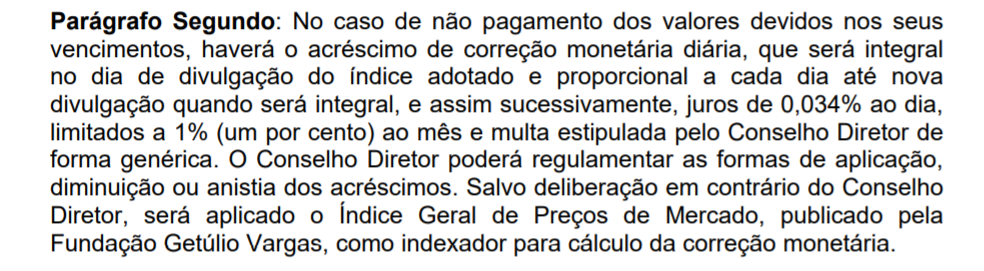 Parágrafo Segundo: No caso de não pagamento dos valores devidos nos seus
vencimentos, haverá o acréscimo de correção monetária diária, que será integral
no dia de divulgação do índice adotado e proporcional a cada dia até nova
divulgação quando será integral, e assim sucessivamente, juros de 0,034% ao dia,
limitados a 1% (um por cento) ao mês e multa estipulada pelo Conselho Diretor de
forma genérica. O Conselho Diretor poderá regulamentar as formas de aplicação,
diminuição ou anistia dos acréscimos. Salvo deliberação em contrário do Conselho
Diretor, será aplicado o Índice Geral de Preços de Mercado, publicado pela
Fundação Getúlio Vargas, como indexador para cálculo da correção monetária.